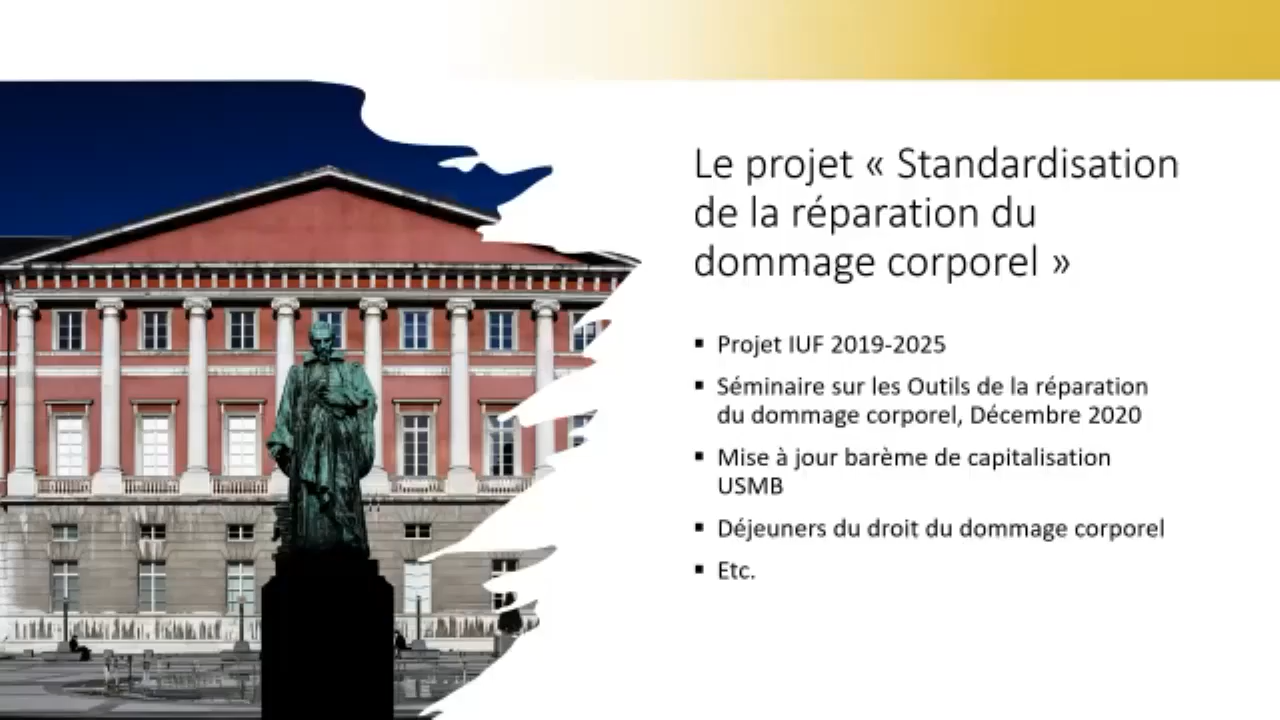 Le projet « Standardisation
de la réparation du
dommage corporel »
▪ Projet IUF 2019-2025
▪ Séminaire sur les Outils de la réparation
du dommage corporel, Décembre 2020
▪ Mise à jour barème de capitalisation
USMB
▪ Déjeuners du droit du dommage corporel
▪ Etc.